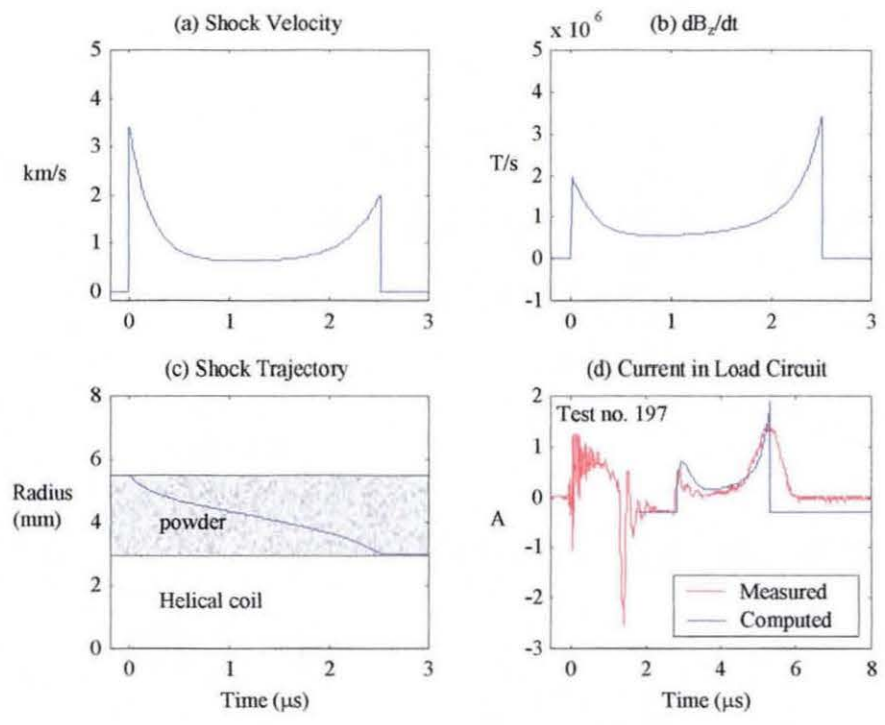 (a) Shock Velocity
5
4
3
2
1
0
km/s
0 1 2 3
x 10^6
(b) dB_z/dt
5
4
3
2
1
0
-1
T/s
0 1 2 3
(c) Shock Trajectory
8
6
4
2
0
Radius
(mm)
powder
Helical coil
0 1 2 3
Time (μs)
(d) Current in Load Circuit
2
1
0
-1
-2
-3
A
Test no. 197
Measured
Computed
0 2 4 6 8
Time (μs)